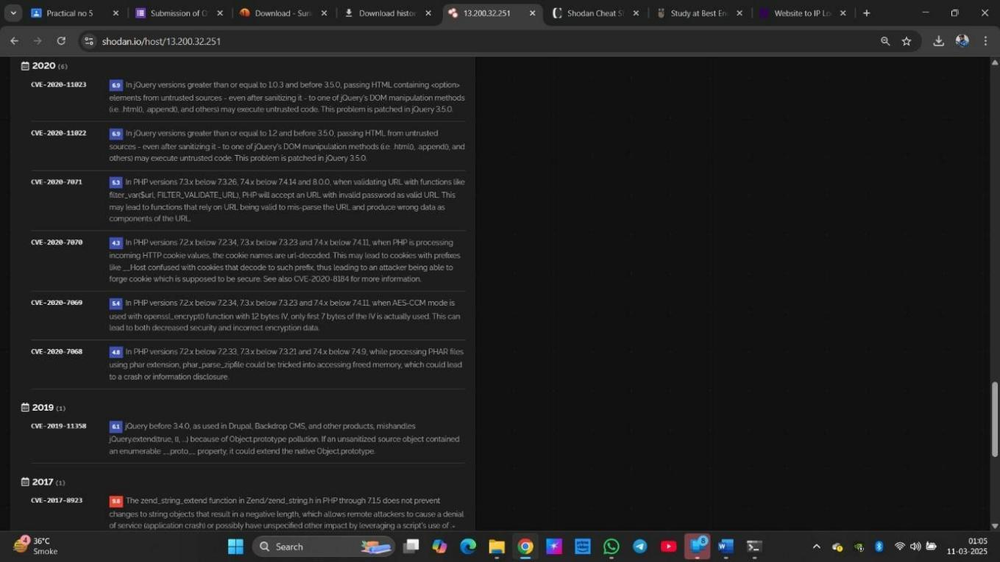 Practical no 5
Submission of O
Download - Suri
Download histor
13.200.32.251
Shodan Cheat S
Study at Best En
Website to IP Lo
shodan.io/host/13.200.32.251
2020 (6)
CVE-2020-11023
6.9 In jQuery versions greater than or equal to 1.0.3 and before 3.5.0, passing HTML containing <option>
elements from untrusted sources - even after sanitizing it - to one of jQuery's DOM manipulation methods
(i.e. .html(), .append(), and others) may execute untrusted code. This problem is patched in jQuery 3.5.0.
CVE-2020-11022
6.9 In jQuery versions greater than or equal to 1.2 and before 3.5.0, passing HTML from untrusted
sources - even after sanitizing it - to one of jQuery's DOM manipulation methods (i.e. .html(), .append(), and
others) may execute untrusted code. This problem is patched in jQuery 3.5.0.
CVE-2020-7071
5.3 In PHP versions 7.3.x below 7.3.26, 7.4.x below 7.4.14 and 8.0.0, when validating URL with functions like
filter_var($url, FILTER_VALIDATE_URL), PHP will accept an URL with invalid password as valid URL. This
may lead to functions that rely on URL being valid to mis-parse the URL and produce wrong data as
components of the URL.
CVE-2020-7070
4.3 In PHP versions 7.2.x below 7.2.34, 7.3.x below 7.3.23 and 7.4.x below 7.4.11, when PHP is processing
incoming HTTP cookie values, the cookie names are url-decoded. This may lead to cookies with prefixes
like __Host confused with cookies that decode to such prefix, thus leading to an attacker being able to
forge cookie which is supposed to be secure. See also CVE-2020-8184 for more information.
CVE-2020-7069
5.4 In PHP versions 7.2.x below 7.2.34, 7.3.x below 7.3.23 and 7.4.x below 7.4.11, when AES-CCM mode is
used with openssl_encrypt() function with 12 bytes IV, only first 7 bytes of the IV is actually used. This can
lead to both decreased security and incorrect encryption data.
CVE-2020-7068
4.8 In PHP versions 7.2.x below 7.2.33, 7.3.x below 7.3.21 and 7.4.x below 7.4.9, while processing PHAR files
using phar extension, phar_parse_zipfile could be tricked into accessing freed memory, which could lead
to a crash or information disclosure.
2019 (1)
CVE-2019-11358
6.1 jQuery before 3.4.0, as used in Drupal, Backdrop CMS, and other products, mishandles
jQuery.extend(true, {}, ...) because of Object.prototype pollution. If an unsanitized source object contained
an enumerable __proto__ property, it could extend the native Object.prototype.
2017 (1)
CVE-2017-8923
9.8 The zend_string_extend function in Zend/zend_string.h in PHP through 7.1.5 does not prevent
changes to string objects that result in a negative length, which allows remote attackers to cause a denial
of service (application crash) or possibly have unspecified other impact by leveraging a script's use of .=
4
36°C
Smoke
Search
prime video
8
01:05
11-03-2025